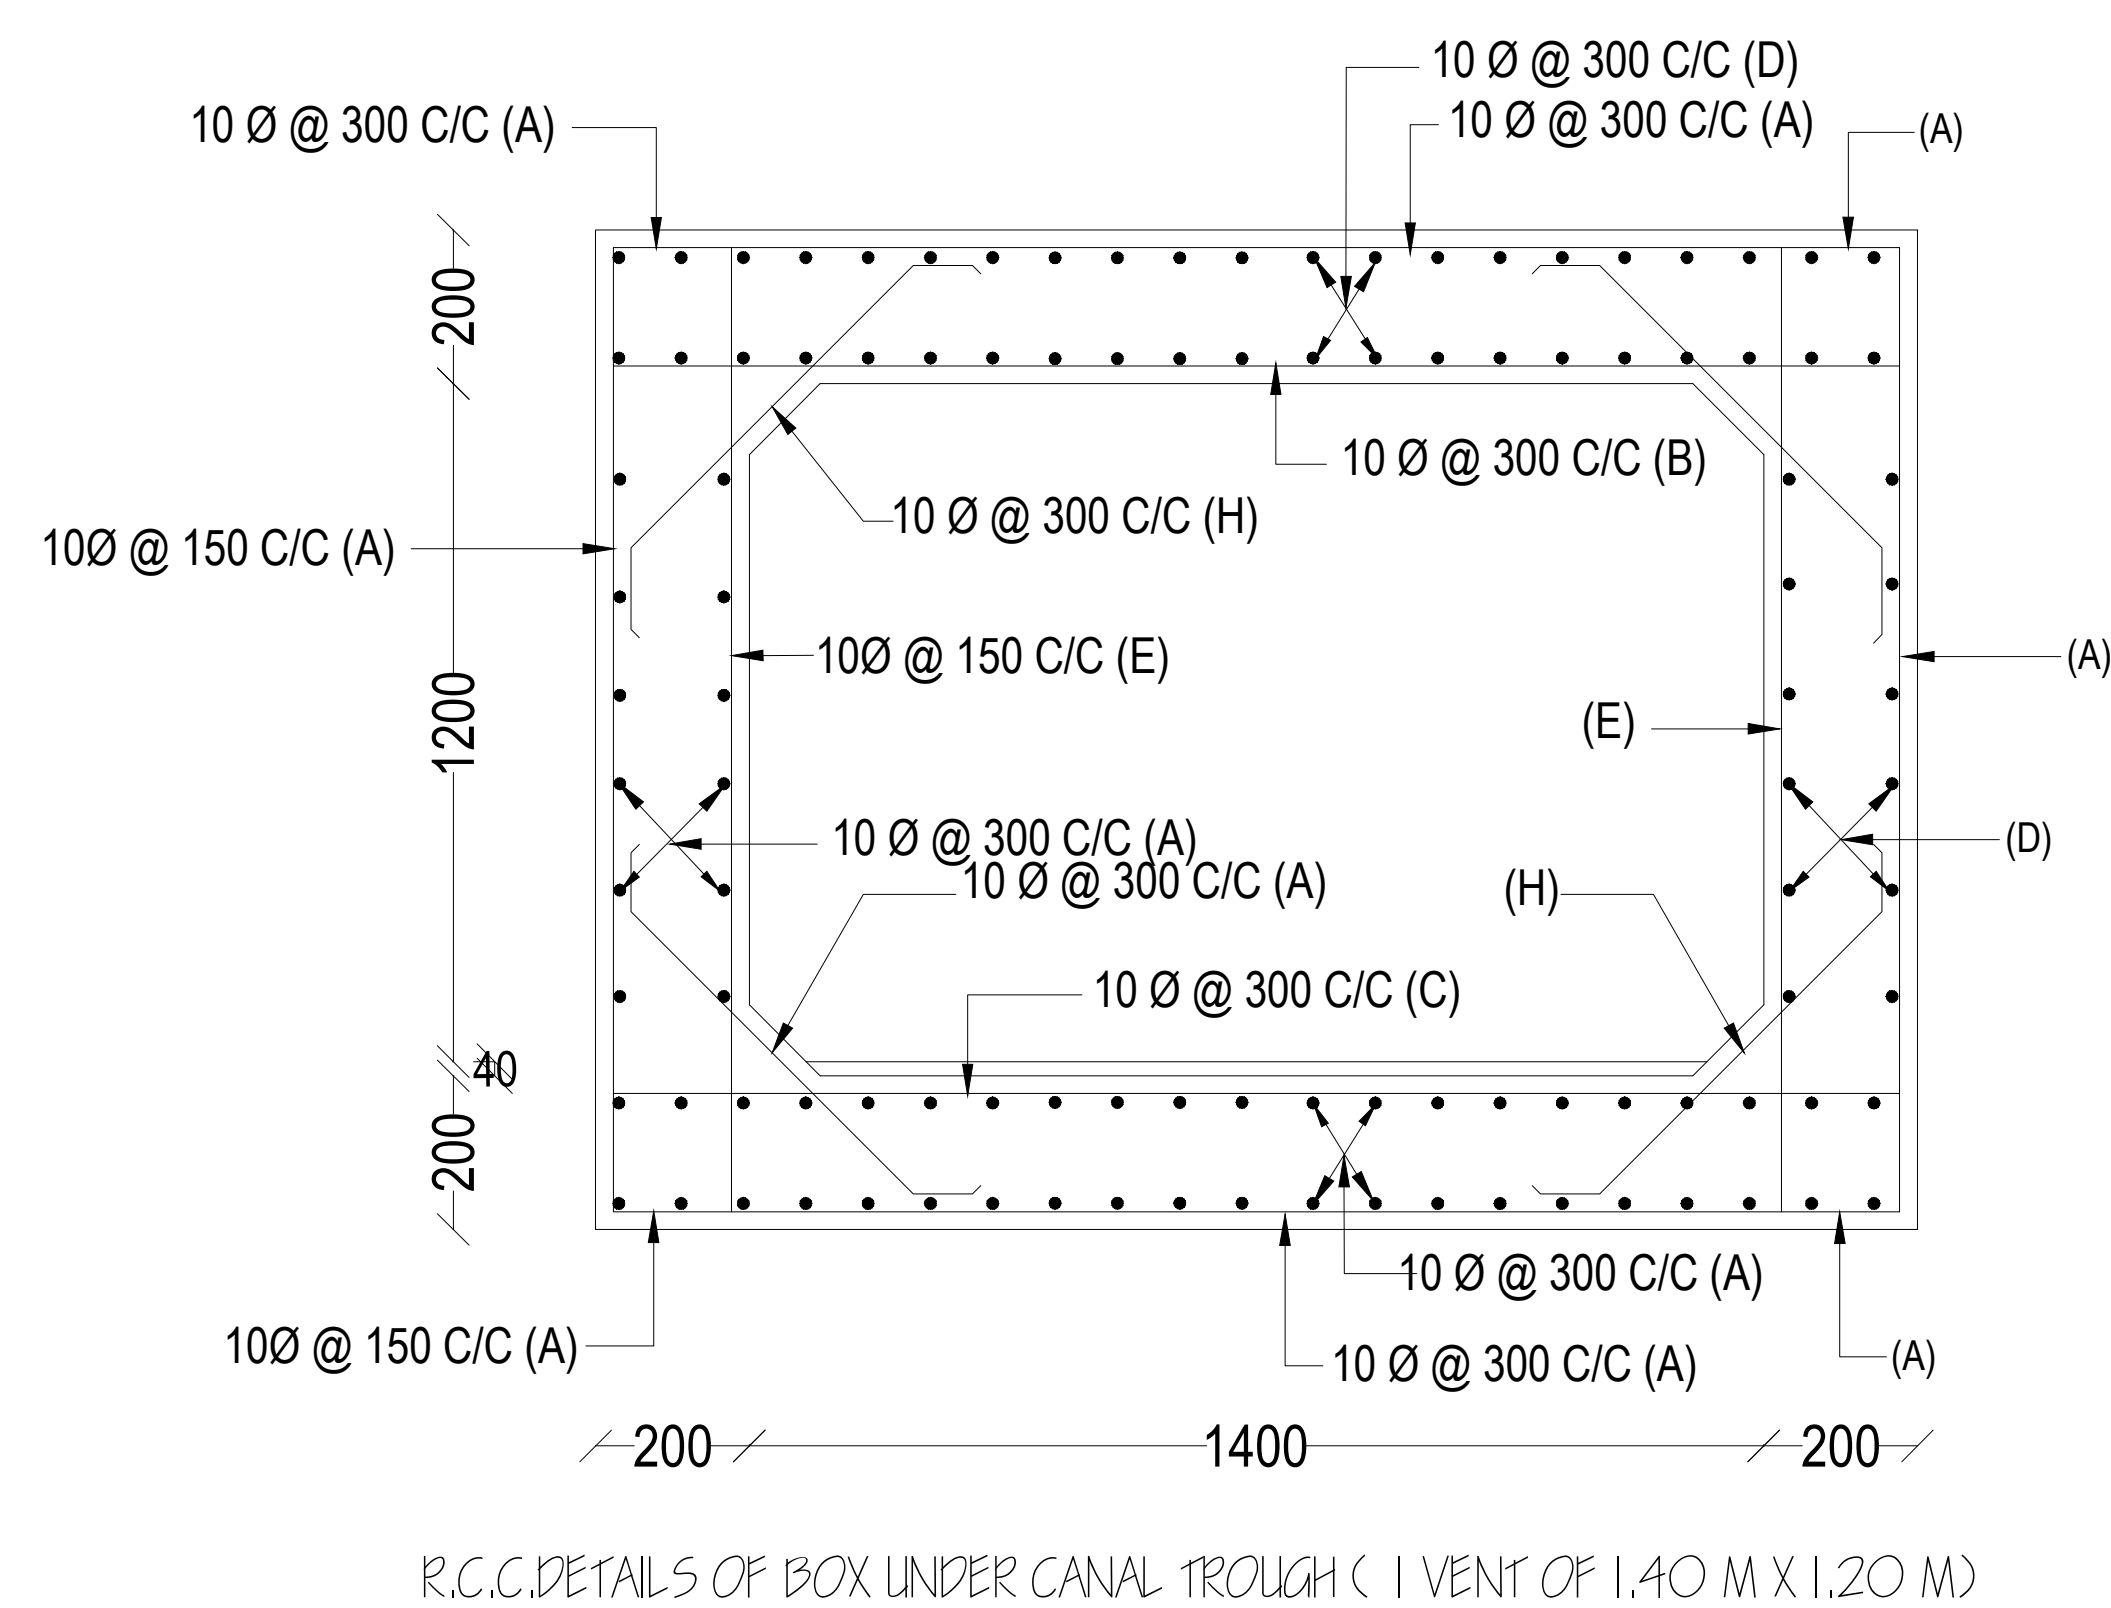 10 Ø @ 300 C/C (D)
10 Ø @ 300 C/C (A)
10 Ø @ 300 C/C (A)
(A)
200
10 Ø @ 300 C/C (B)
10 Ø @ 300 C/C (H)
10Ø @ 150 C/C (A)
10Ø @ 150 C/C (E)
(A)
1200
(E)
10 Ø @ 300 C/C (A)
(D)
10 Ø @ 300 C/C (A)
(H)
10 Ø @ 300 C/C (C)
40
200
10 Ø @ 300 C/C (A)
10Ø @ 150 C/C (A)
10 Ø @ 300 C/C (A)
(A)
200
1400
200
R.C.C.DETAILS OF BOX UNDER CANAL TROUGH ( 1 VENT OF 1.40 M X 1.20 M)